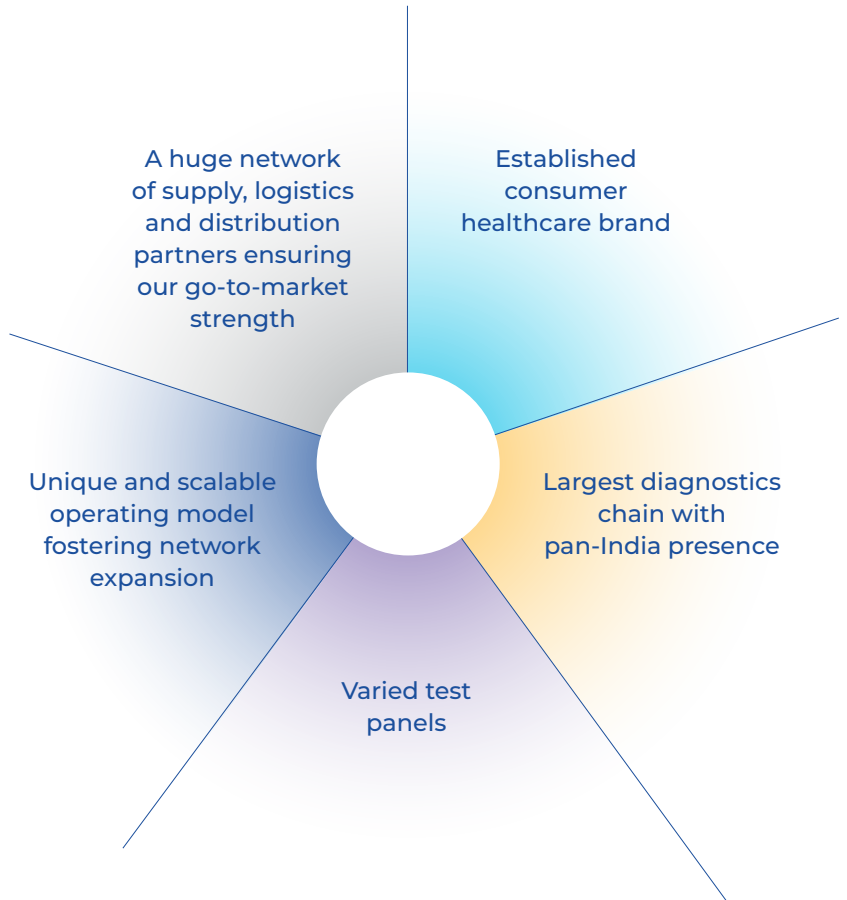 A huge network
of supply, logistics
and distribution
partners ensuring
our go-to-market
strength
Established
consumer
healthcare brand
Largest diagnostics
chain with
pan-India presence
Varied test
panels
Unique and scalable
operating model
fostering network
expansion